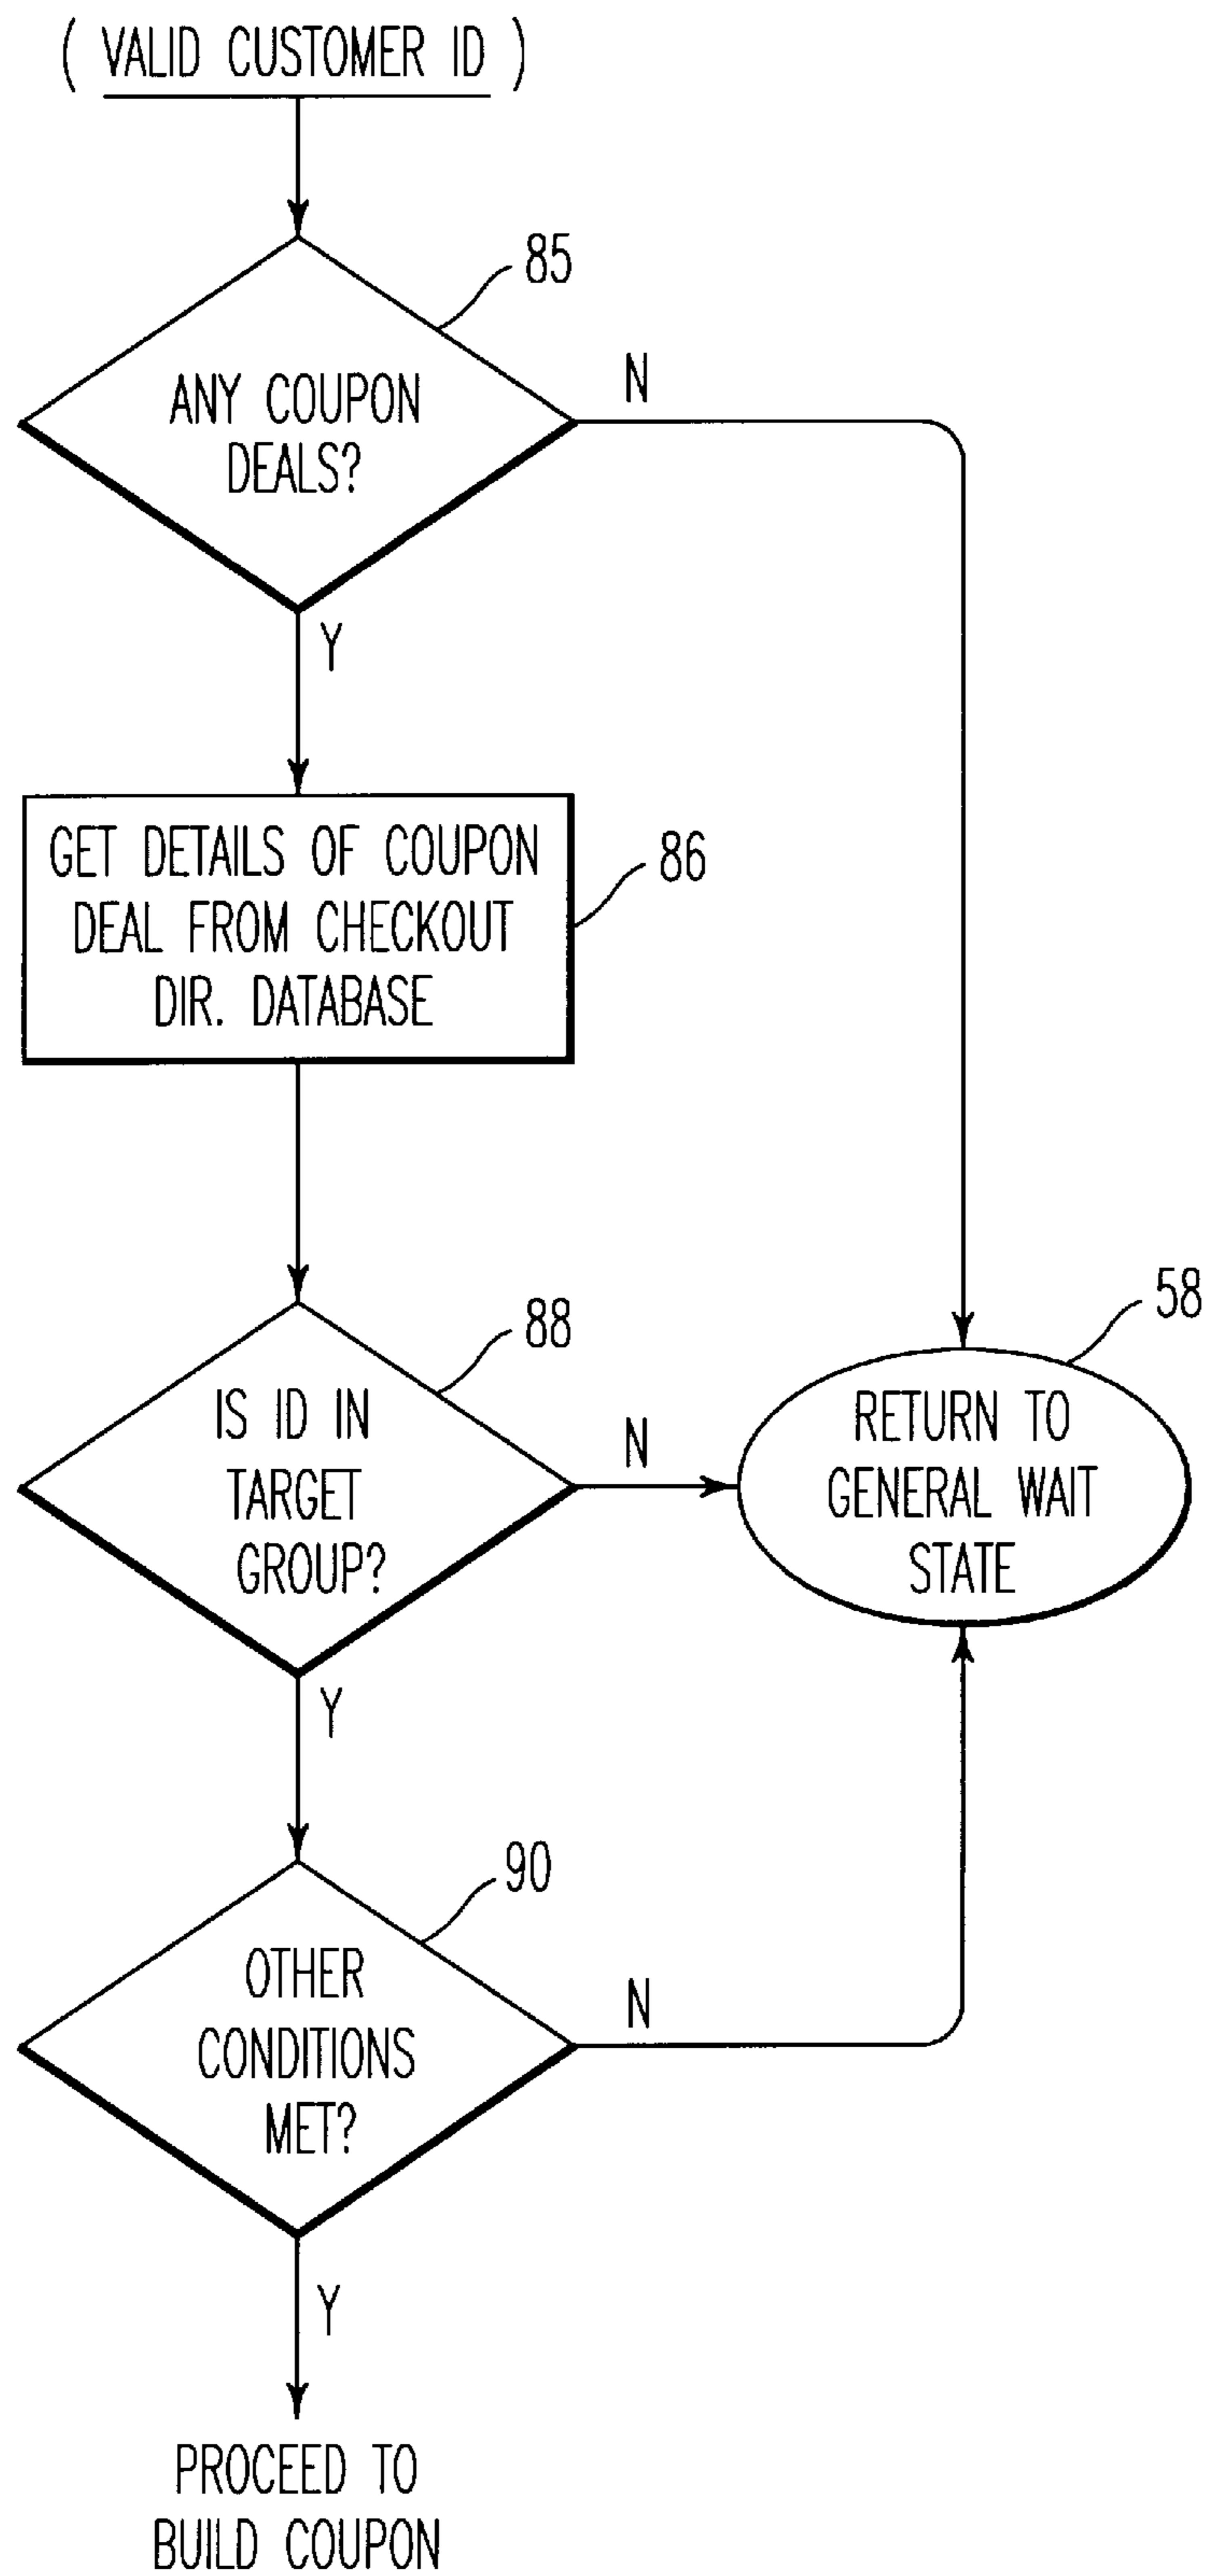 ( VALID CUSTOMER ID )
85
ANY COUPON
DEALS?
N
Y
GET DETAILS OF COUPON
DEAL FROM CHECKOUT
DIR. DATABASE
86
88
IS ID IN
TARGET
GROUP?
N
Y
58
RETURN TO
GENERAL WAIT
STATE
90
OTHER
CONDITIONS
MET?
N
Y
PROCEED TO
BUILD COUPON